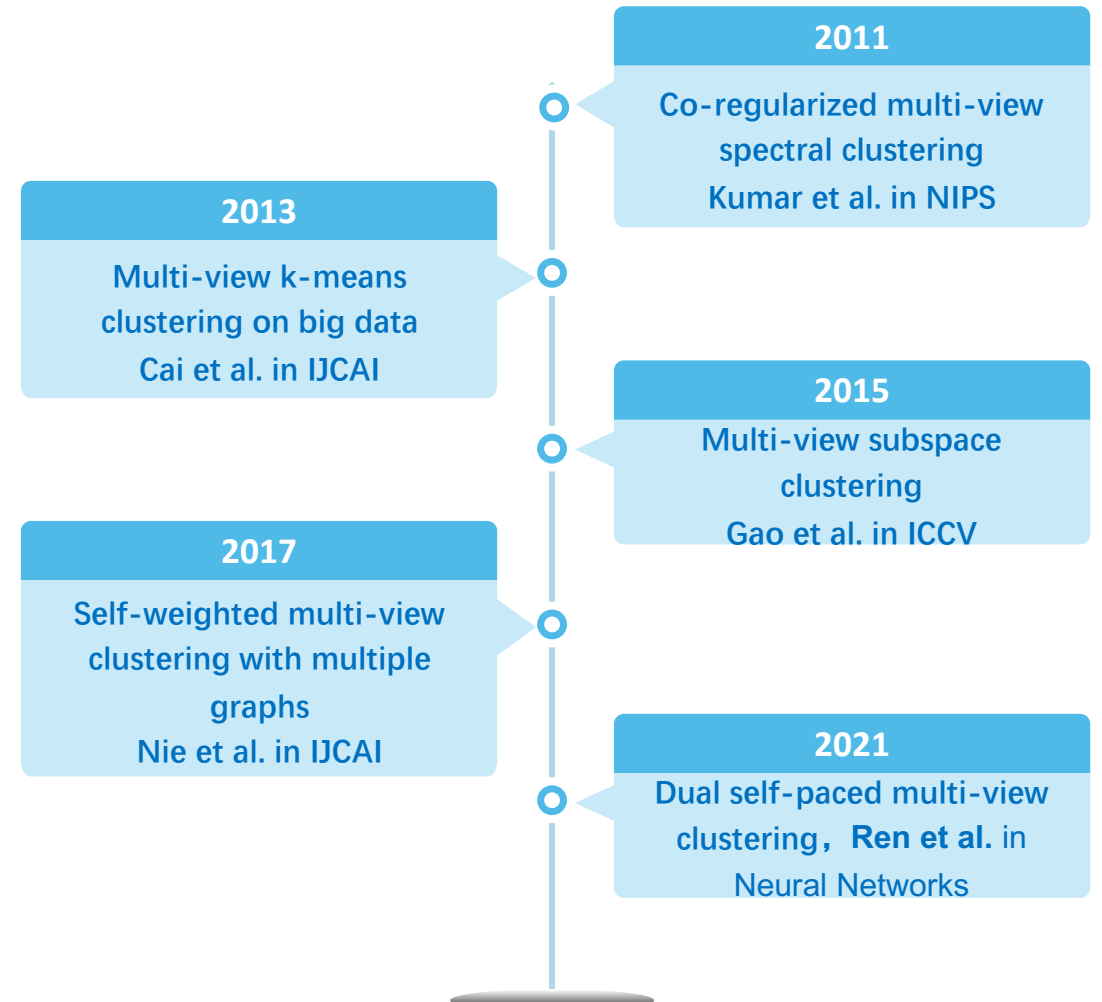 2011
Co-regularized multi-view
spectral clustering
Kumar et al. in NIPS
2013
Multi-view k-means
clustering on big data
Cai et al. in IJCAI
2015
Multi-view subspace
clustering
Gao et al. in ICCV
2017
Self-weighted multi-view
clustering with multiple
graphs
Nie et al. in IJCAI
2021
Dual self-paced multi-view
clustering，Ren et al. in
Neural Networks